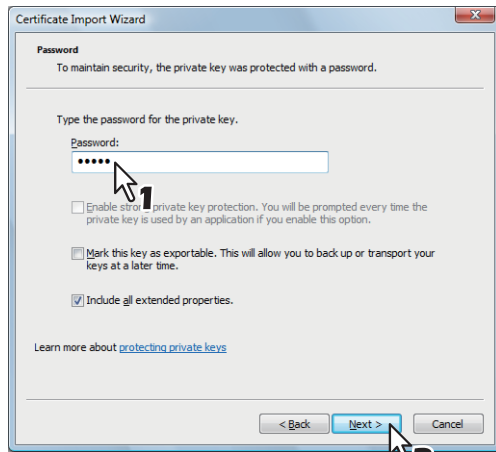 Certificate Import Wizard
Password
To maintain security, the private key was protected with a password.
Type the password for the private key.
Password:
•••••
1
Enable strong private key protection. You will be prompted every time the
private key is used by an application if you enable this option.
Mark this key as exportable. This will allow you to back up or transport your
keys at a later time.
Include all extended properties.
Learn more about protecting private keys
< Back
Next >
Cancel